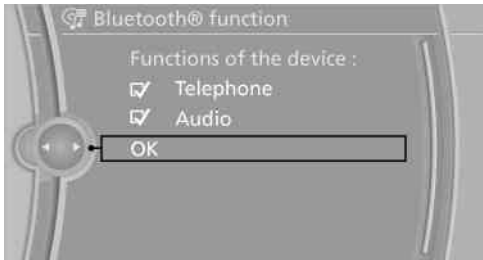 Bluetooth® function
Functions of the device :
Telephone
Audio
OK